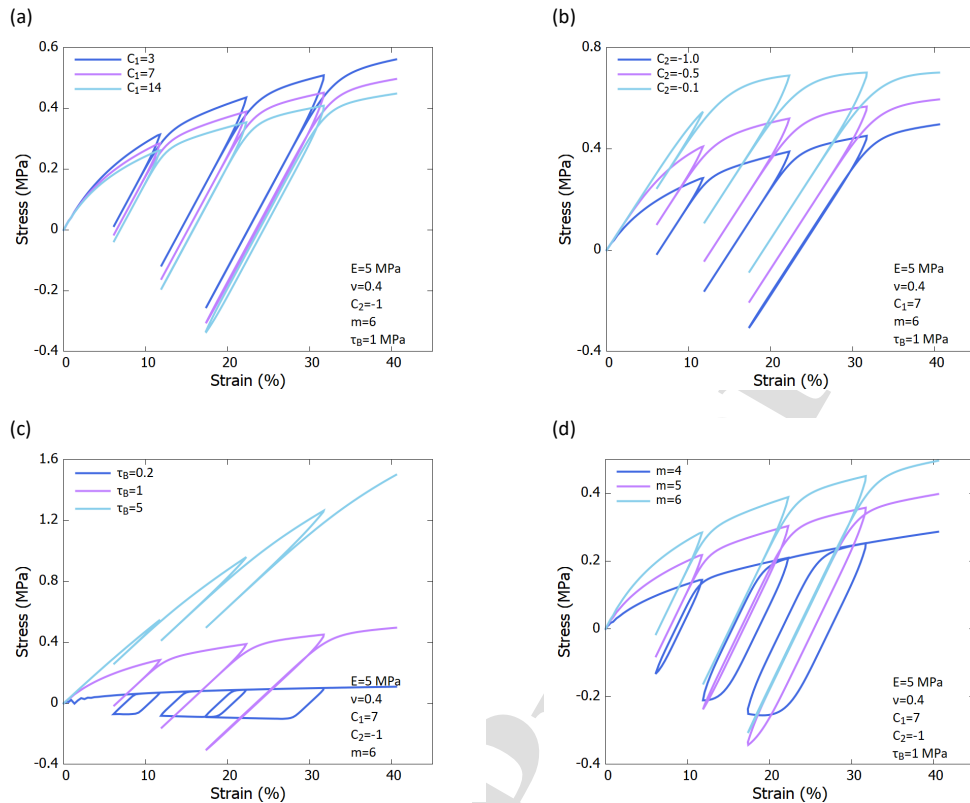 (a)
C₁=3
C₁=7
C₁=14
0.6
0.4
0.2
0
-0.2
-0.4
Stress (MPa)
E=5 MPa
ν=0.4
C₂=-1
m=6
τB=1 MPa
0 10 20 30 40
Strain (%)
(b)
C₂=-1.0
C₂=-0.5
C₂=-0.1
0.8
0.4
0
-0.4
Stress (MPa)
E=5 MPa
ν=0.4
C₁=7
m=6
τB=1 MPa
0 10 20 30 40
Strain (%)
(c)
τB=0.2
τB=1
τB=5
1.6
1.2
0.8
0.4
0
-0.4
Stress (MPa)
E=5 MPa
ν=0.4
C₁=7
C₂=-1
m=6
0 10 20 30 40
Strain (%)
(d)
m=4
m=5
m=6
0.4
0.2
0
-0.2
-0.4
Stress (MPa)
E=5 MPa
ν=0.4
C₁=7
C₂=-1
τB=1 MPa
0 10 20 30 40
Strain (%)